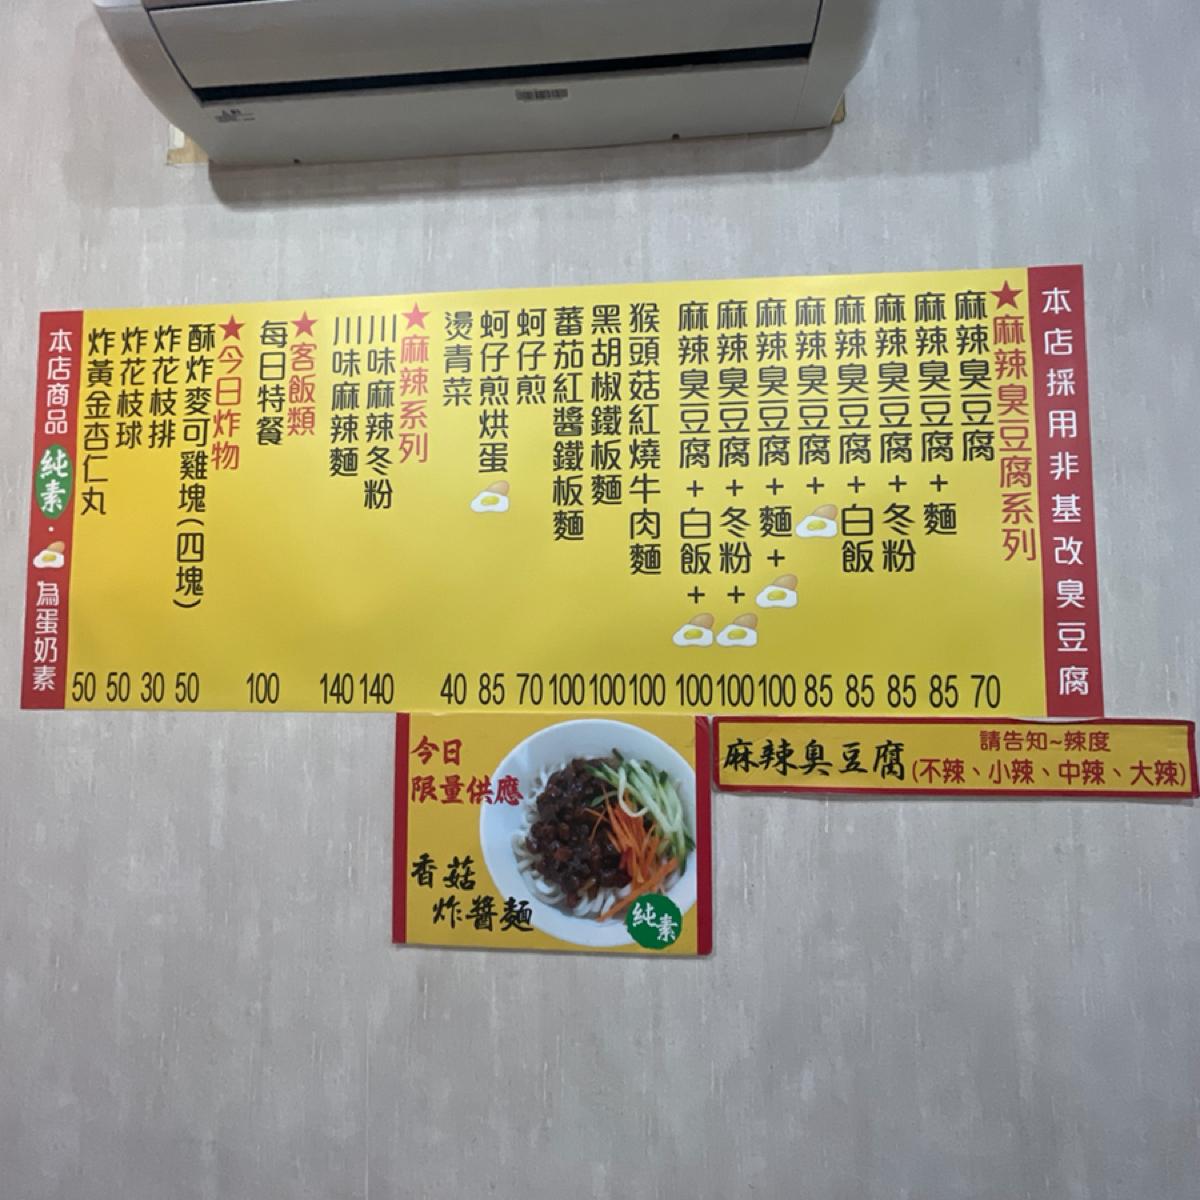 本店採用非基改臭豆腐
★麻辣臭豆腐系列
麻辣臭豆腐 70
麻辣臭豆腐+麵 85
麻辣臭豆腐+冬粉 85
麻辣臭豆腐+白飯 85
麻辣臭豆腐+ 85
麻辣臭豆腐+麵+ 100
麻辣臭豆腐+冬粉+ 100
麻辣臭豆腐+白飯+ 100
猴頭菇紅燒牛肉麵 100
黑胡椒鐵板麵 100
蕃茄紅醬鐵板麵 100
蚵仔煎 70
蚵仔煎烘蛋 85
燙青菜 40
★麻辣系列
川味麻辣冬粉 140
川味麻辣麵 140
★客飯類
每日特餐 100
★今日炸物
酥炸麥可雞塊(四塊) 50
炸花枝排 30
炸花枝球 50
炸黃金杏仁丸 50
本店商品純素・為蛋奶素
麻辣臭豆腐
請告知~辣度
(不辣、小辣、中辣、大辣)
今日
限量供應
香菇
炸醬麵
純素